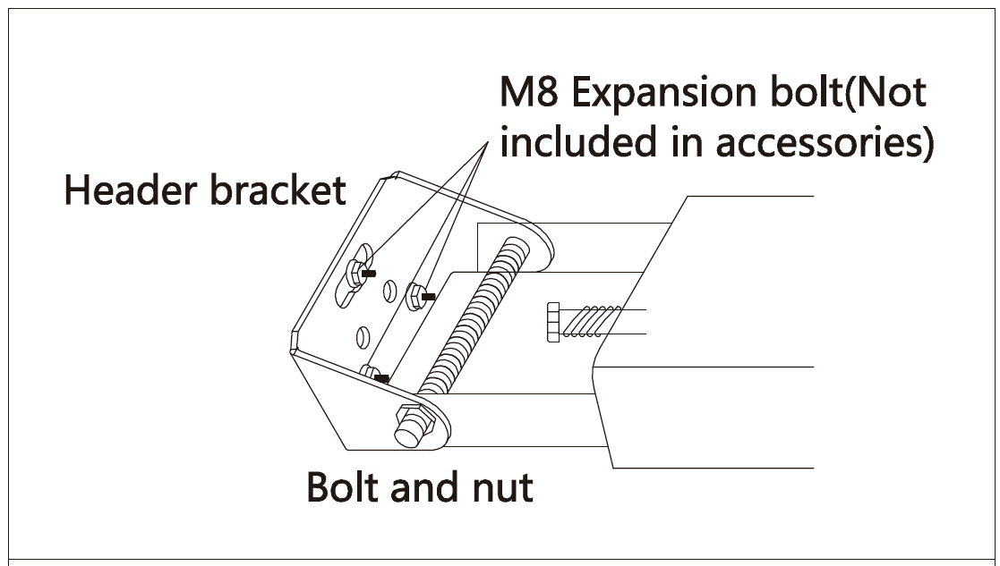 M8 Expansion bolt(Not
included in accessories)
Header bracket
Bolt and nut